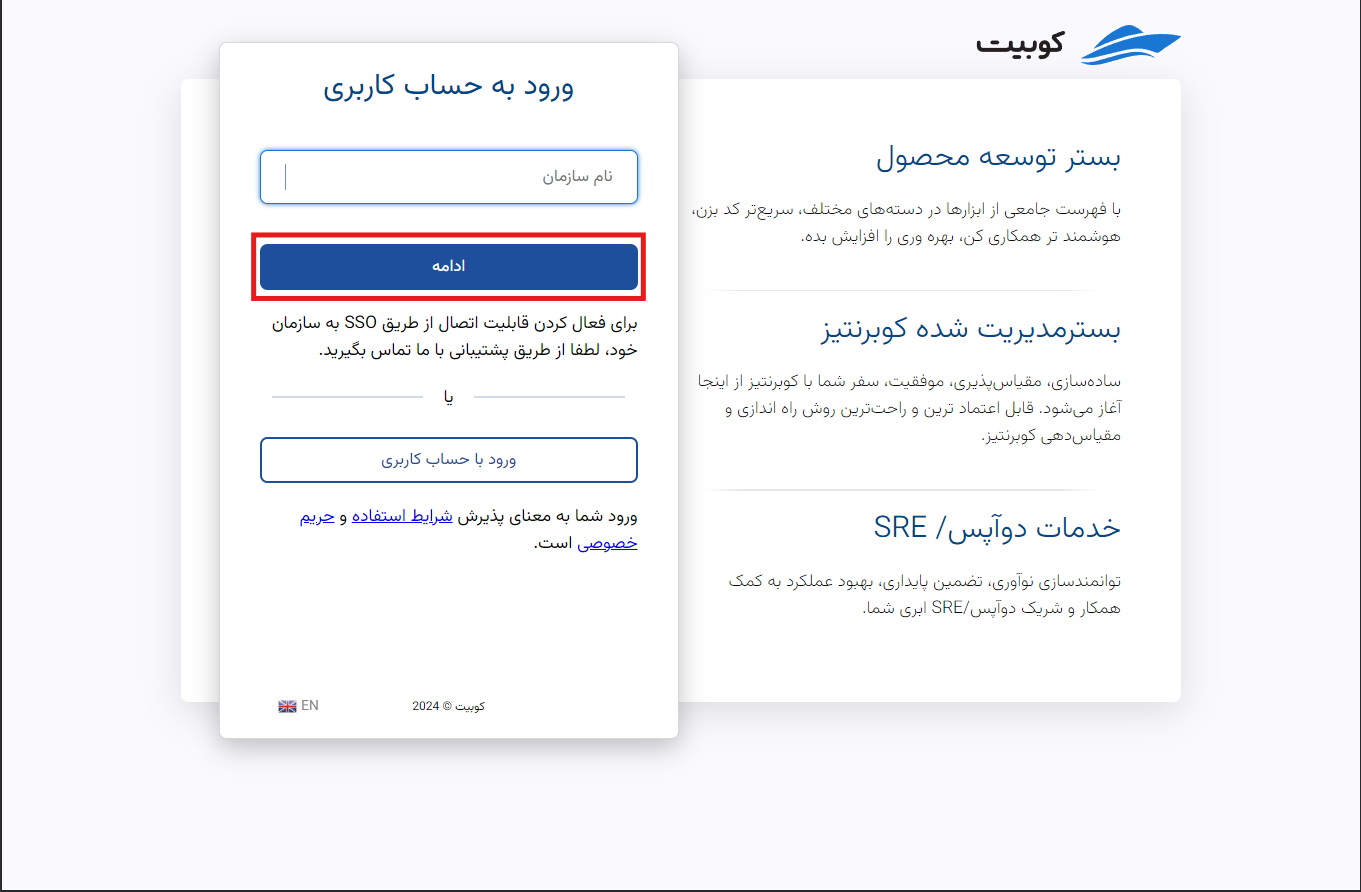 کوبیت
بستر توسعه محصول
با فهرست جامعی از ابزارها در دسته‌های مختلف، سریع‌تر کد بزن،
هوشمند تر همکاری کن، بهره وری را افزایش بده.
بسترمدیریت شده کوبرنتیز
ساده‌سازی، مقیاس‌پذیری، موفقیت، سفر شما با کوبرنتیز از اینجا
آغاز می‌شود. قابل اعتماد ترین و راحت‌ترین روش راه اندازی و
مقیاس‌دهی کوبرنتیز.
خدمات دوآپس/ SRE
توانمندسازی نوآوری، تضمین پایداری، بهبود عملکرد به کمک
همکار و شریک دوآپس/SRE ابری شما.
ورود به حساب کاربری
نام سازمان
ادامه
برای فعال کردن قابلیت اتصال از طریق SSO به سازمان
خود، لطفا از طریق پشتیبانی با ما تماس بگیرید.
یا
ورود با حساب کاربری
ورود شما به معنای پذیرش شرایط استفاده و حریم
خصوصی است.
کوبیت © 2024
EN